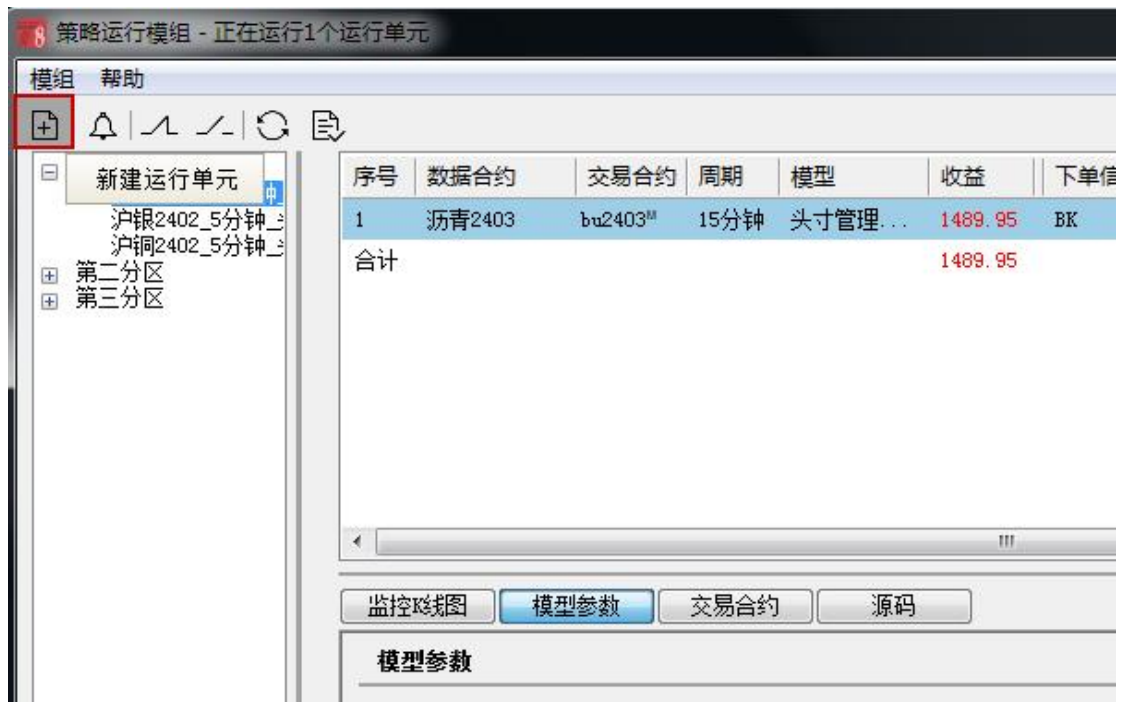 策略运行模组 - 正在运行1个运行单元
模组 帮助
新建运行单元
沪银2402_5分钟_
沪铜2402_5分钟_
第二分区
第三分区
序号 数据合约 交易合约 周期 模型 收益 下单信
1 沥青2403 bu2403ᴹ 15分钟 头寸管理... 1489.95 BK
合计 1489.95
监控K线图 模型参数 交易合约 源码
模型参数